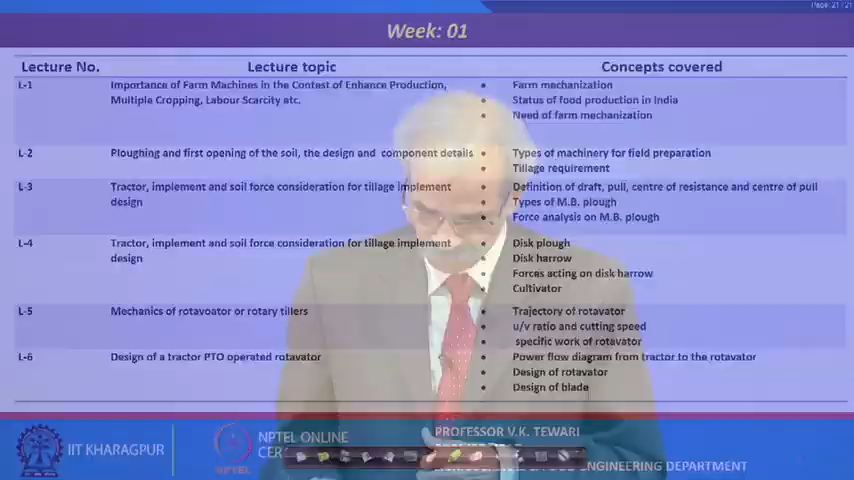 Page: 21/21
Week: 01
Lecture No. Lecture topic Concepts covered
L-1 Importance of Farm Machines in the Contest of Enhance Production, • Farm mechanization
Multiple Cropping, Labour Scarcity etc. • Status of food production in India
• Need of farm mechanization
L-2 Ploughing and first opening of the soil, the design and component details • Types of machinery for field preparation
• Tillage requirement
L-3 Tractor, implement and soil force consideration for tillage implement • Definition of draft, pull, centre of resistance and centre of pull
design • Types of M.B. plough
• Force analysis on M.B. plough
L-4 Tractor, implement and soil force consideration for tillage implement • Disk plough
design • Disk harrow
• Forces acting on disk harrow
• Cultivator
L-5 Mechanics of rotavoator or rotary tillers • Trajectory of rotavator
• u/v ratio and cutting speed
• specific work of rotavator
L-6 Design of a tractor PTO operated rotavator • Power flow diagram from tractor to the rotavator
• Design of rotavator
• Design of blade
IIT KHARAGPUR
NPTEL
NPTEL ONLINE
PROFESSOR V.K. TEWARI
ENGINEERING DEPARTMENT